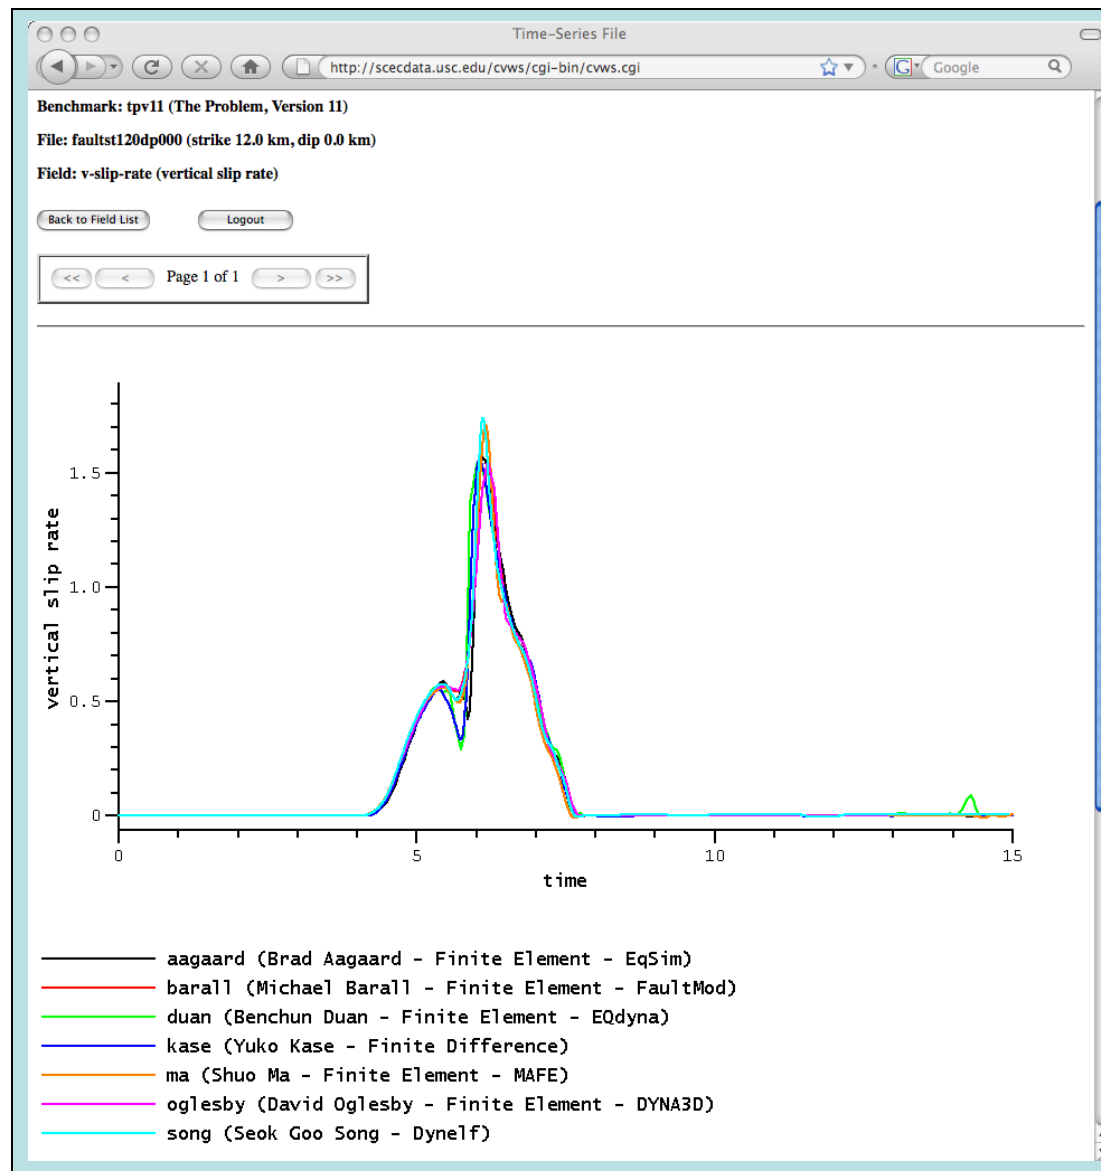 Time-Series File
http://scecdata.usc.edu/cvws/cgi-bin/cvws.cgi
G
Google
Benchmark: tpv11 (The Problem, Version 11)
File: faultst120dp000 (strike 12.0 km, dip 0.0 km)
Field: v-slip-rate (vertical slip rate)
Back to Field List
Logout
<< < Page 1 of 1 > >>
vertical slip rate
1.5
1.0
0.5
0
0 5 10 15
time
aagaard (Brad Aagaard - Finite Element - EqSim)
barall (Michael Barall - Finite Element - FaultMod)
duan (Benchun Duan - Finite Element - EQdyna)
kase (Yuko Kase - Finite Difference)
ma (Shuo Ma - Finite Element - MAFE)
oglesby (David Oglesby - Finite Element - DYNA3D)
song (Seok Goo Song - Dynelf)